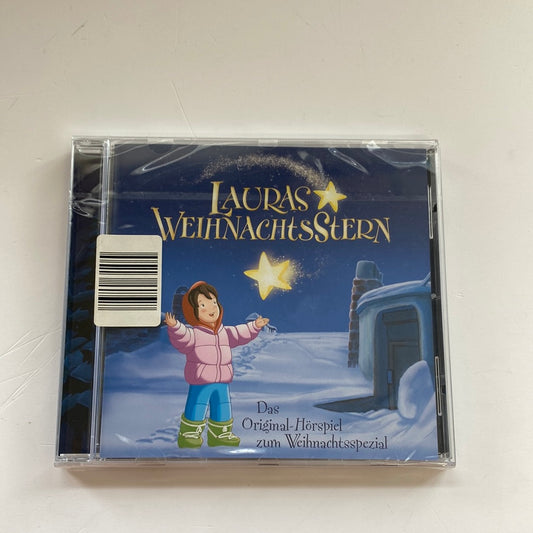 LAURAS
WEIHNACHTSSTERN
Das
Original-Hörspiel
zum Weihnachtsspezial